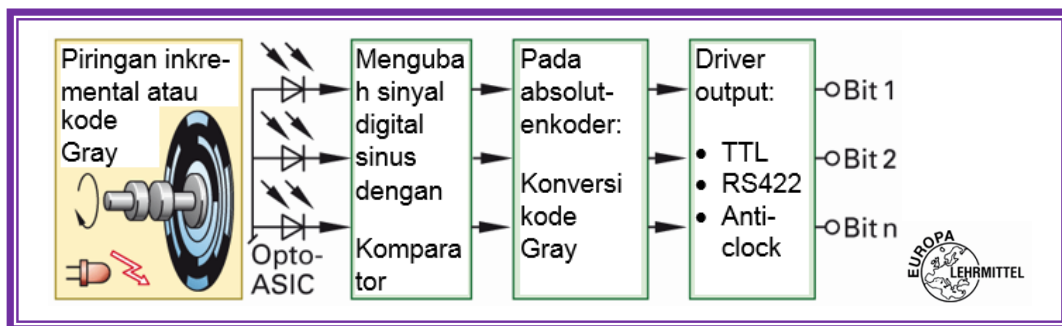 Piringan inkre-
mental atau
kode
Gray
Opto-
ASIC
Menguba
h sinyal
digital
sinus
dengan
Kompara
tor
Pada
absolut-
enkoder:
Konversi
kode
Gray
Driver
output:
• TTL
• RS422
• Anti-
clock
Bit 1
Bit 2
Bit n
EUROPA
LEHRMITTEL